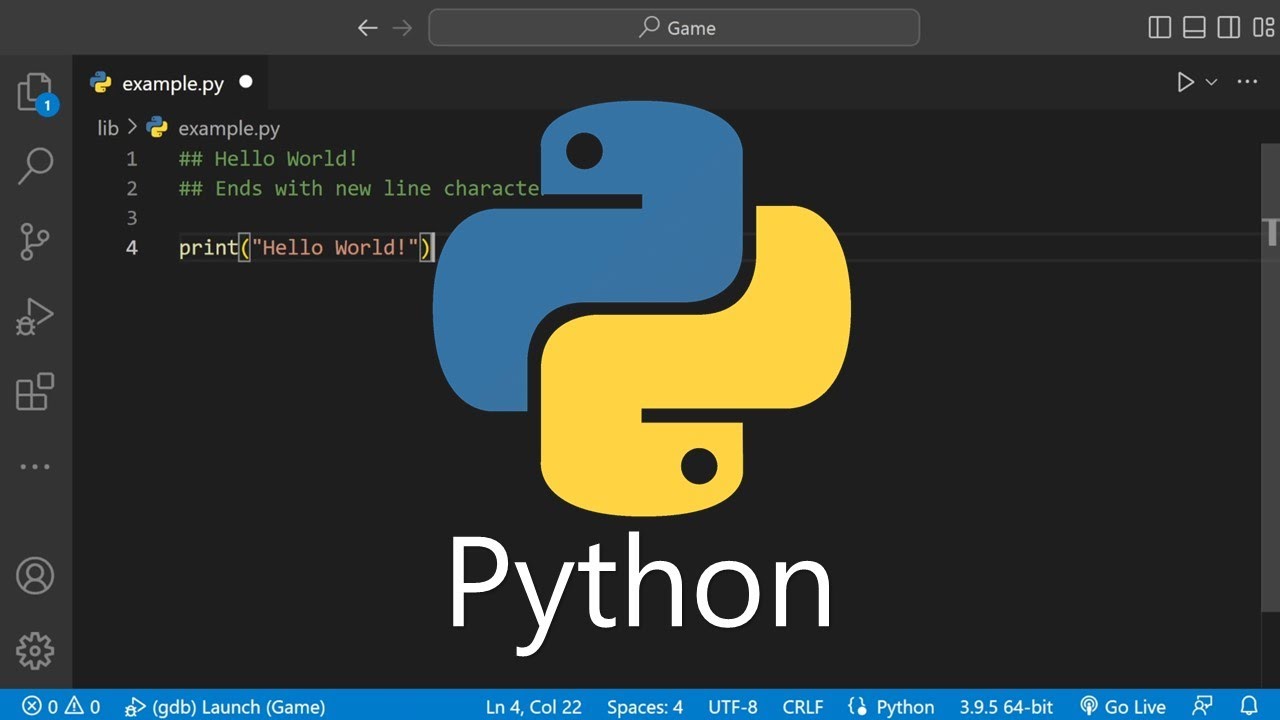 Game
1
example.py
lib > example.py
1 ## Hello World!
2 ## Ends with new line
3
4 print("Hello World!")
Python
0 0 (gdb) Launch (Game) Ln 4, Col 22 Spaces: 4 UTF-8 CRLF Python 3.9.5 64-bit Go Live